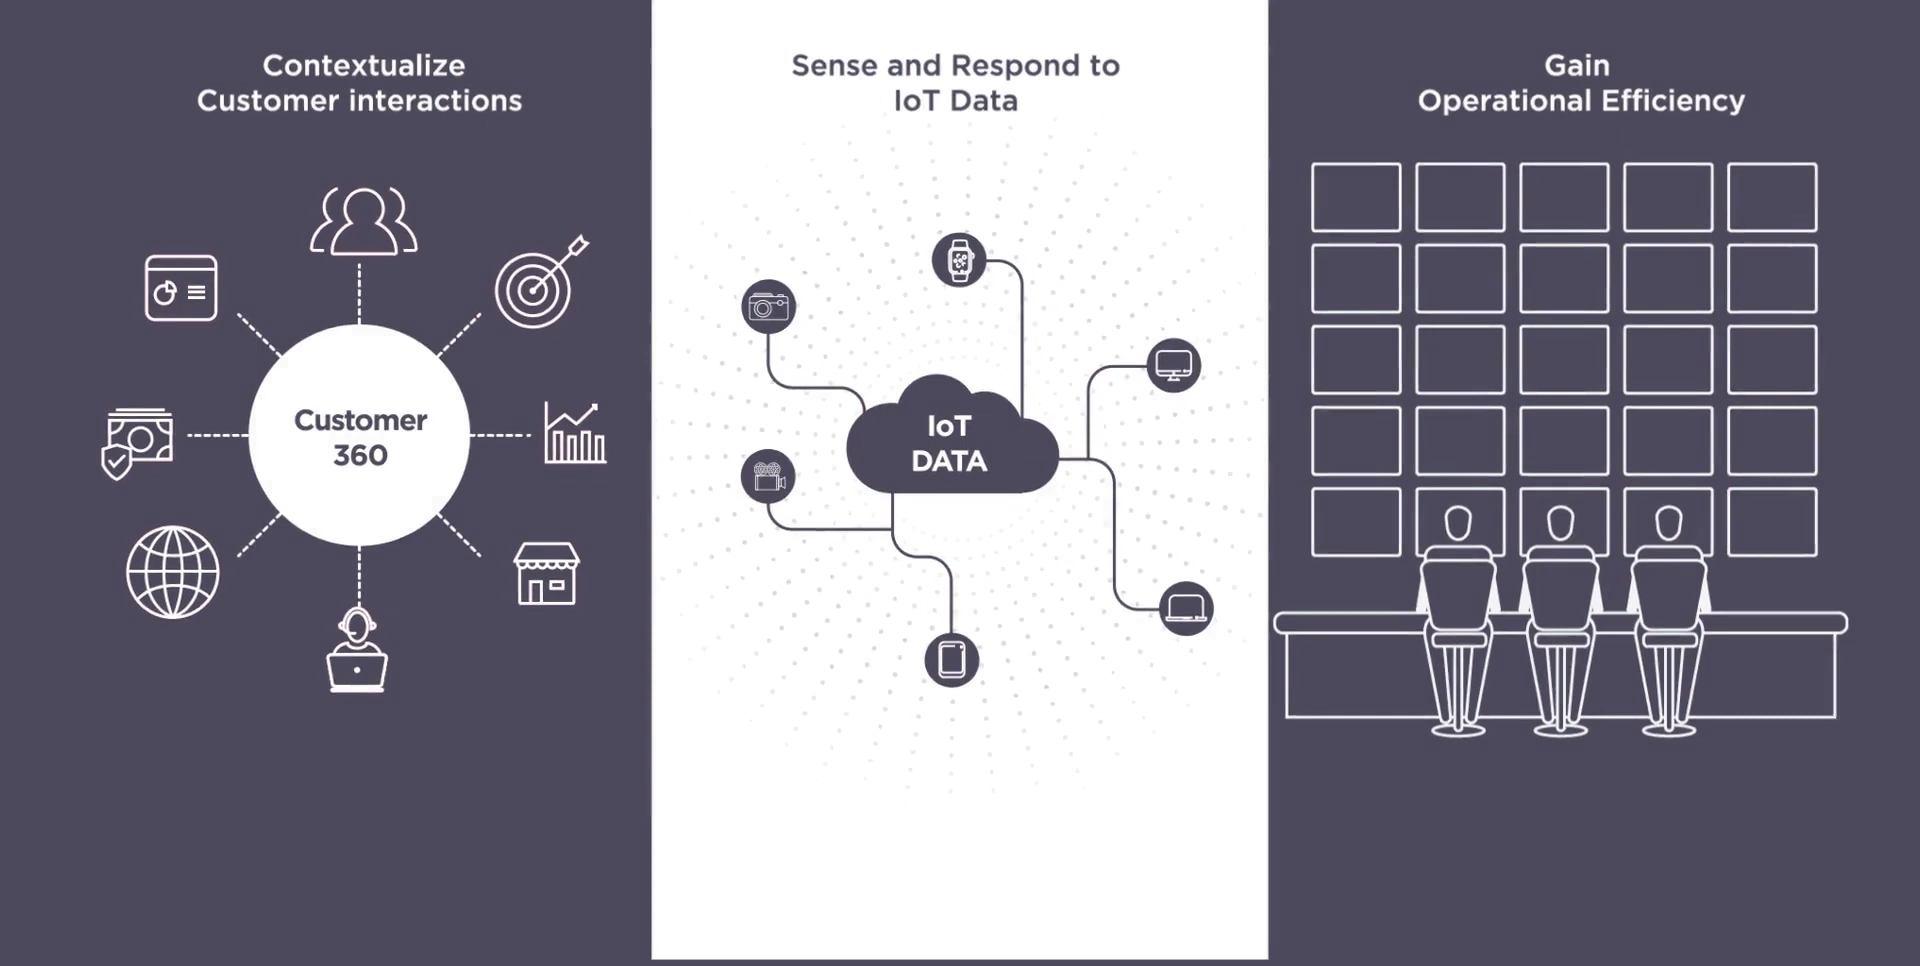 Contextualize
Customer interactions
Customer
360
Sense and Respond to
IoT Data
IoT
DATA
Gain
Operational Efficiency